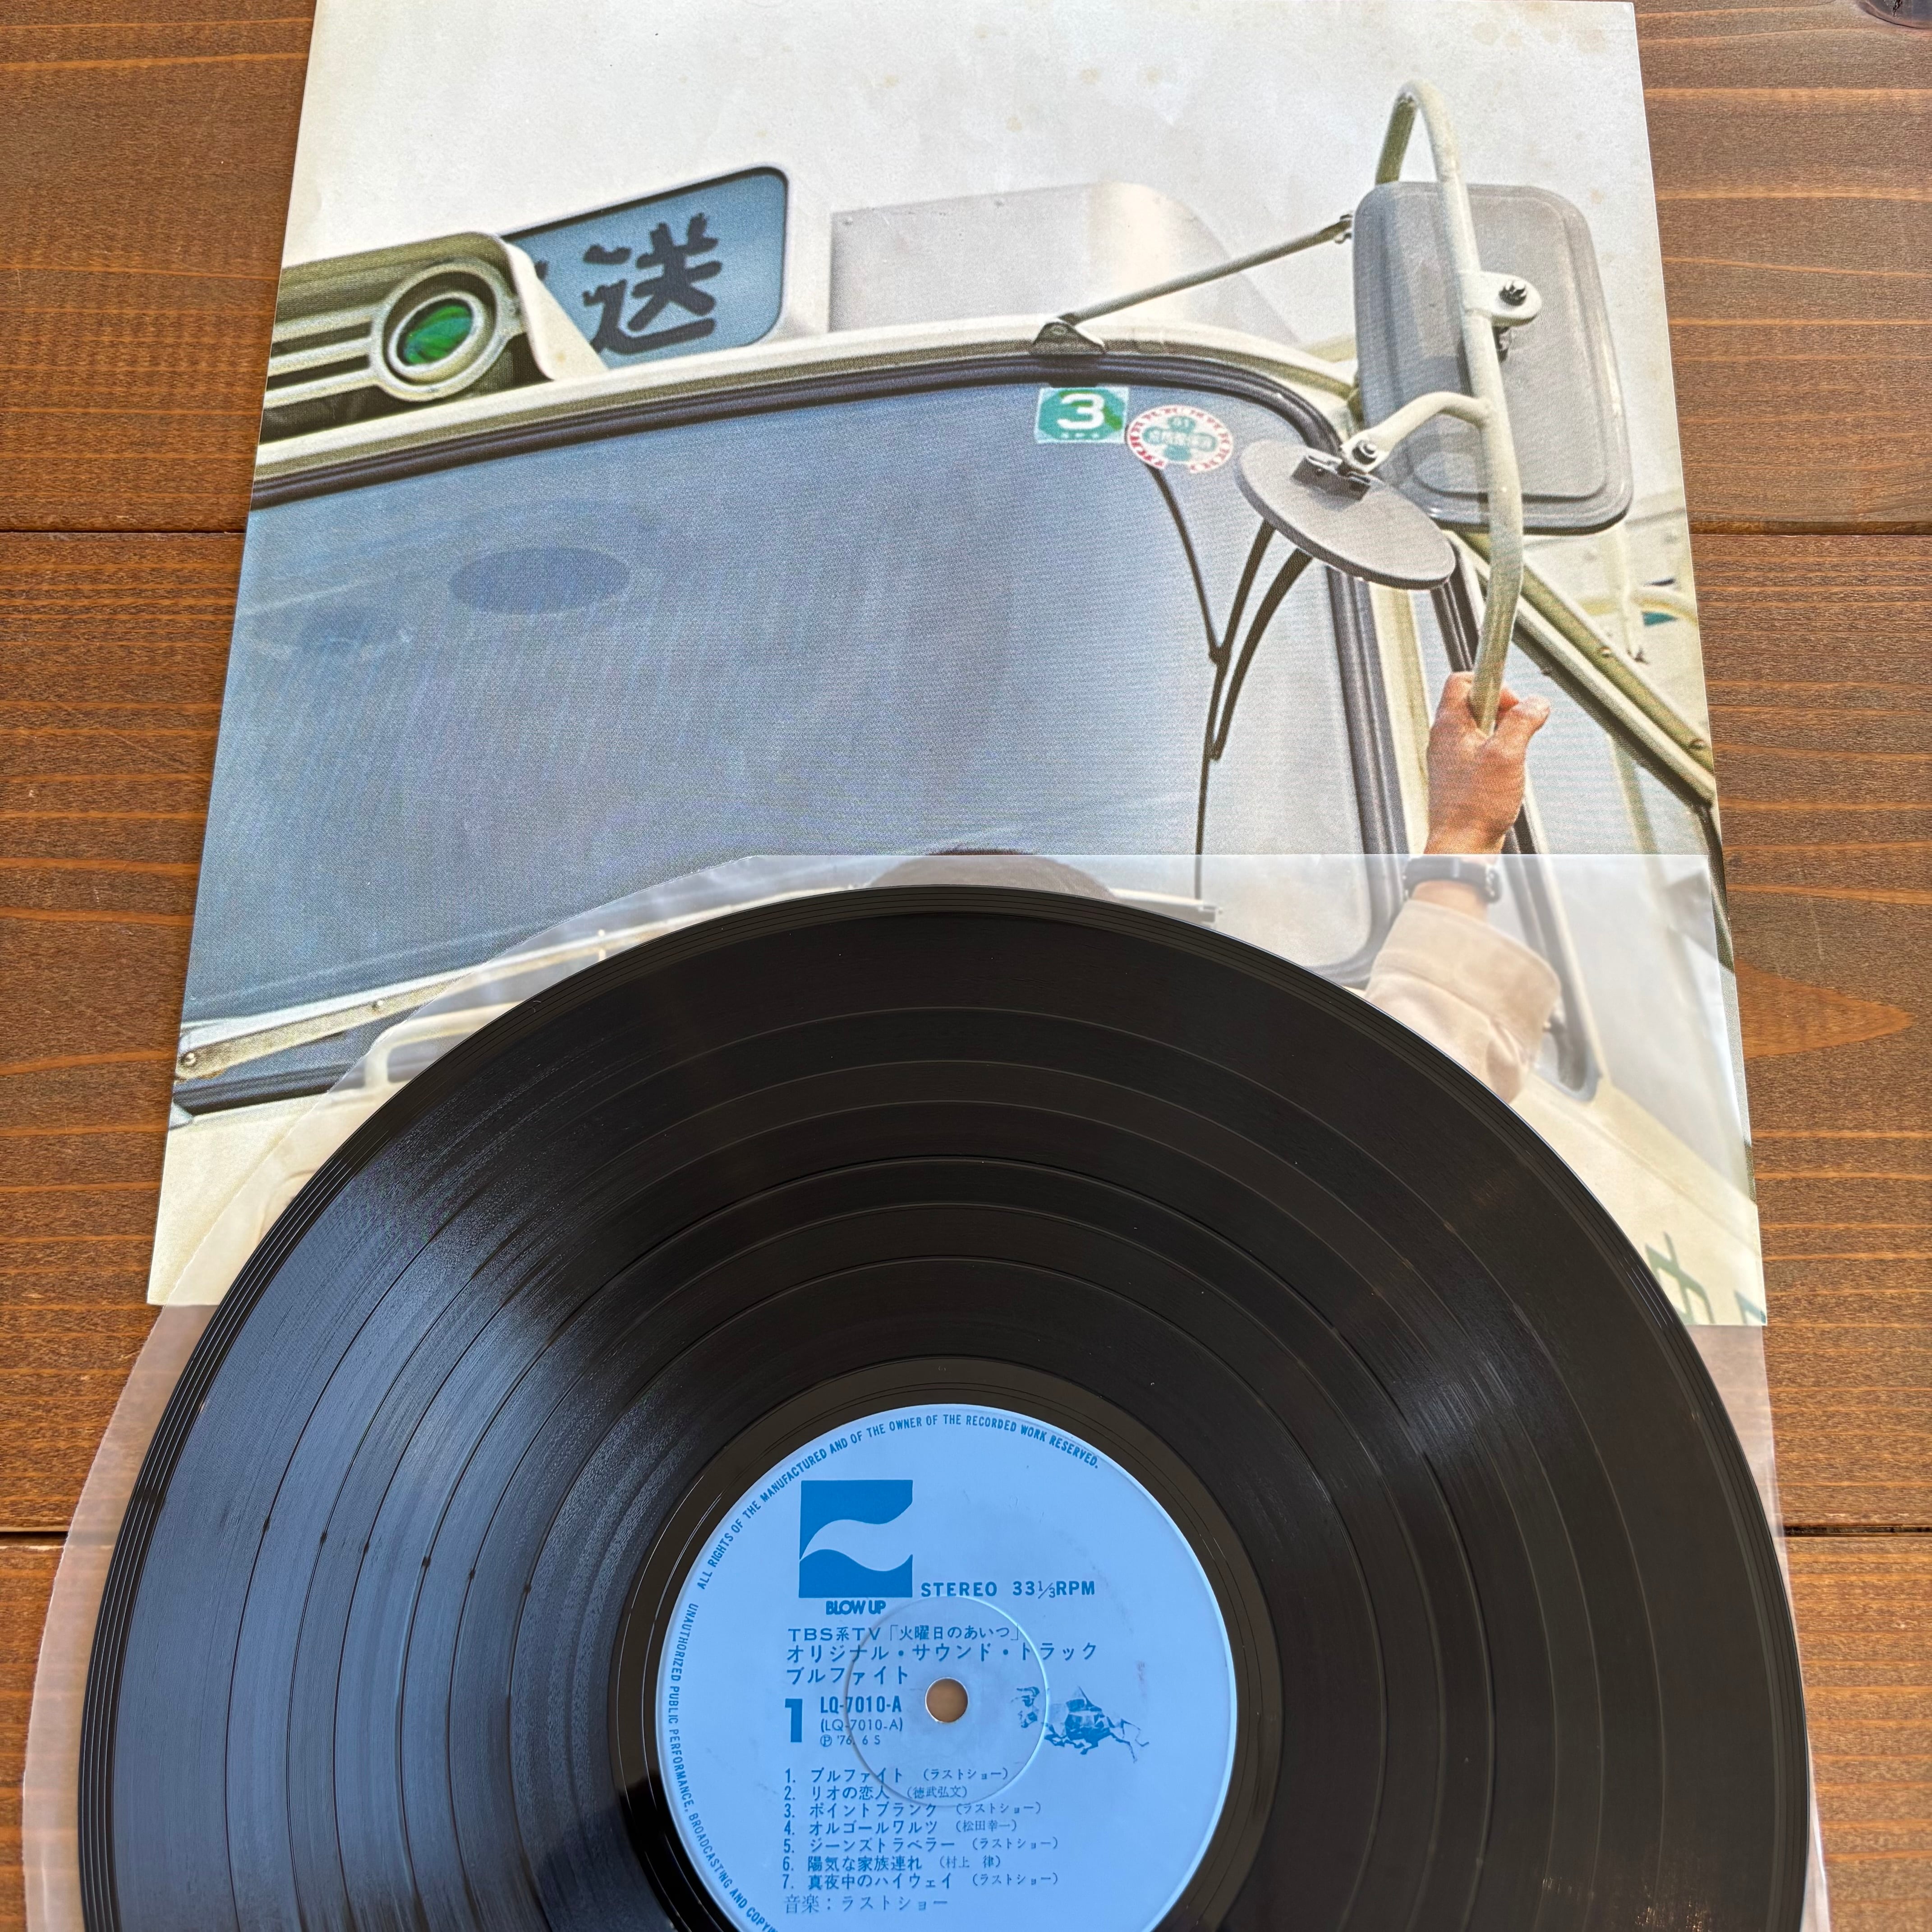 送
3
ALL RIGHTS OF THE MANUFACTURED AND OF THE OWNER OF THE RECORDED WORK RESERVED.
UNAUTHORIZED PUBLIC PERFORMANCE, BROADCASTING AND
BLOW UP
STEREO 33⅓RPM
TBS系TV「火曜日のあいつ」
オリジナル・サウンド・トラック
ブルファイト
1
LQ-7010-A
(LQ-7010-A)
Ⓟ '76. 6 S
1. ブルファイト (ラストショー)
2. リオの恋人 (徳武弘文)
3. ポイントブランク (ラストショー)
4. オルゴールワルツ (松田幸一)
5. ジーンズトラベラー (ラストショー)
6. 陽気な家族連れ (村上 律)
7. 真夜中のハイウェイ (ラストショー)
音楽：ラストショー